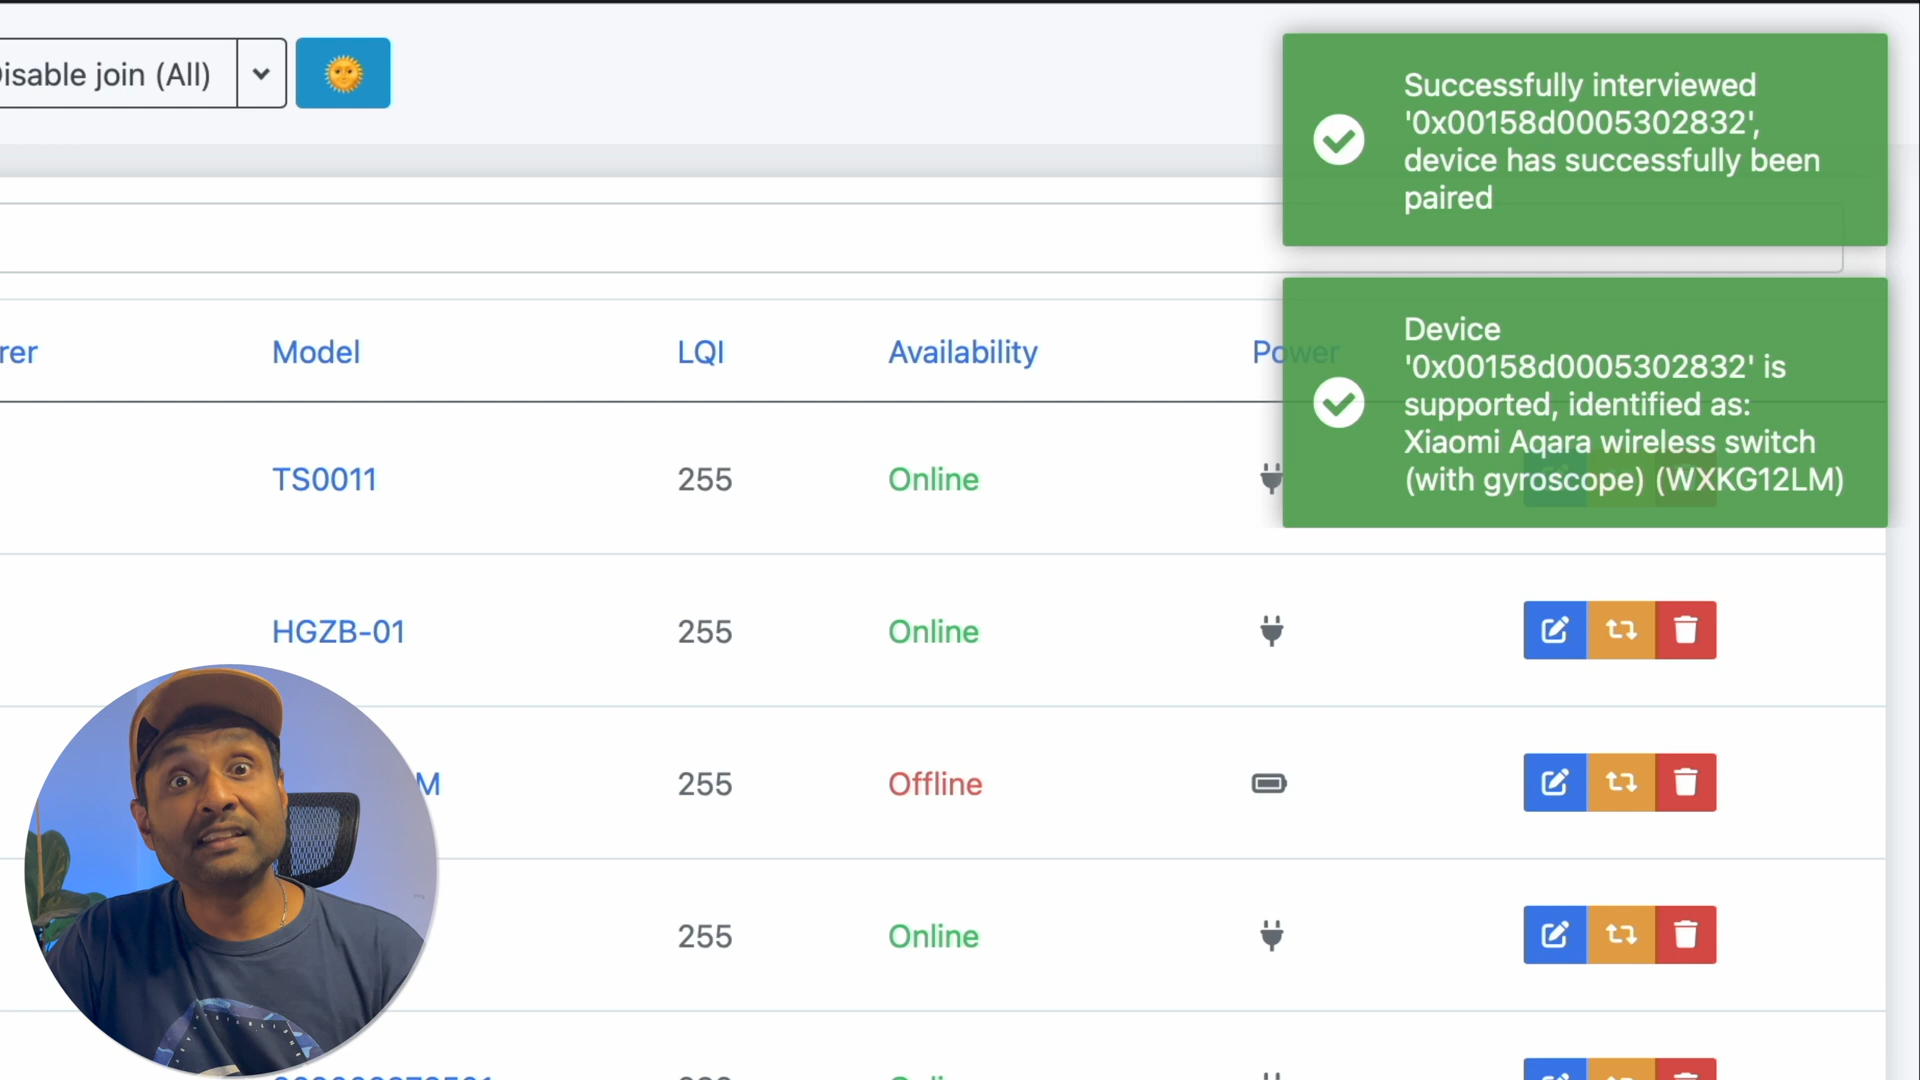 isable join (All)
Successfully interviewed
'0x00158d0005302832',
device has successfully been
paired
Device
'0x00158d0005302832' is
supported, identified as:
Xiaomi Aqara wireless switch
(with gyroscope) (WXKG12LM)
rer Model LQI Availability Power
TS0011 255 Online
HGZB-01 255 Online
M 255 Offline
255 Online